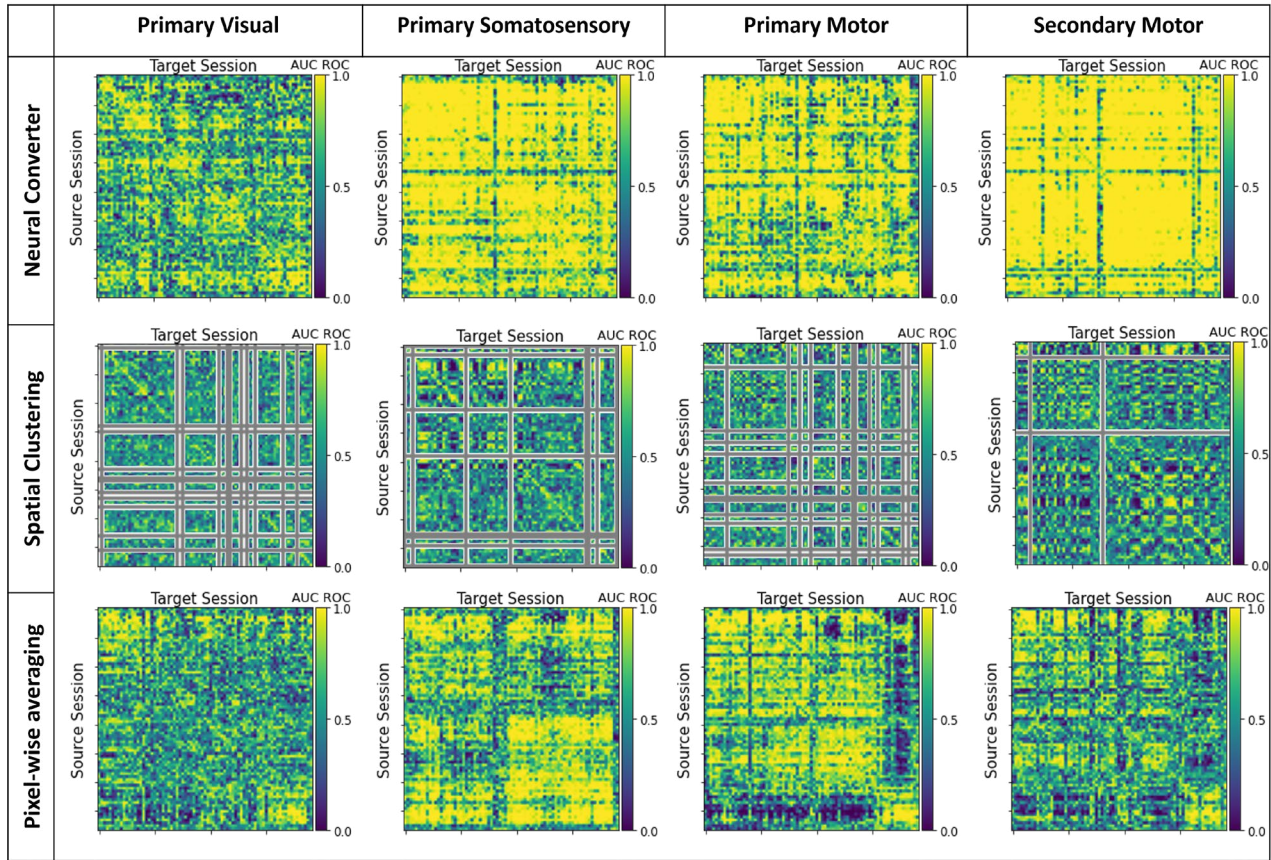 Primary Visual
Primary Somatosensory
Primary Motor
Secondary Motor
Neural Converter
Target Session
AUC ROC
1.0
Source Session
0.5
0.0
Target Session
AUC ROC
1.0
Source Session
0.5
0.0
Target Session
AUC ROC
1.0
Source Session
0.5
0.0
Target Session
AUC ROC
1.0
Source Session
0.5
0.0
Spatial Clustering
Target Session
AUC ROC
1.0
Source Session
0.5
0.0
Target Session
AUC ROC
1.0
Source Session
0.5
0.0
Target Session
AUC ROC
1.0
Source Session
0.5
0.0
Target Session
AUC ROC
1.0
Source Session
0.5
0.0
Pixel-wise averaging
Target Session
AUC ROC
1.0
Source Session
0.5
0.0
Target Session
AUC ROC
1.0
Source Session
0.5
0.0
Target Session
AUC ROC
1.0
Source Session
0.5
0.0
Target Session
AUC ROC
1.0
Source Session
0.5
0.0